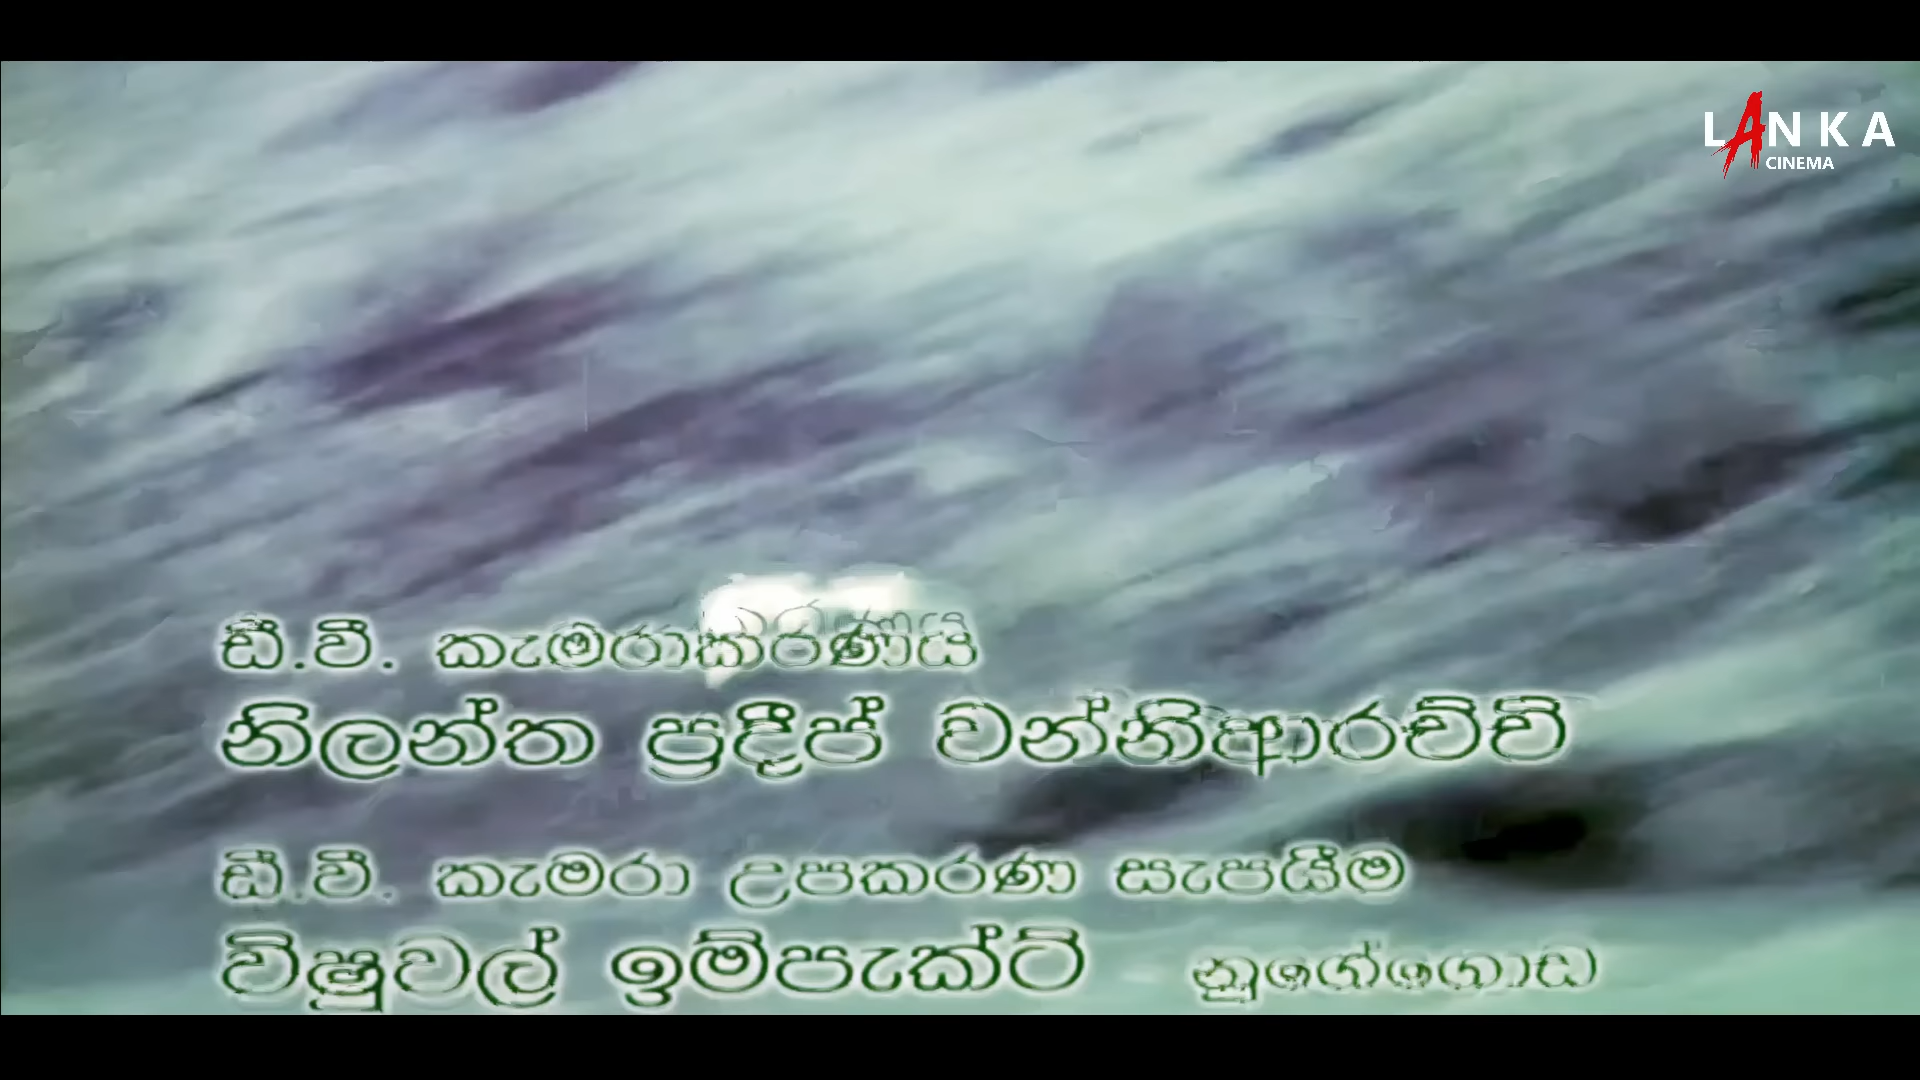 LANKA
CINEMA
ඩී.වී. කැමරාකරණය
නිලන්ත ප්‍රදීප් වන්නිආරච්චි
ඩී.වී. කැමරා උපකරණ සැපයීම
විෂුවල් ඉම්පැක්ට් - නුගේගොඩ